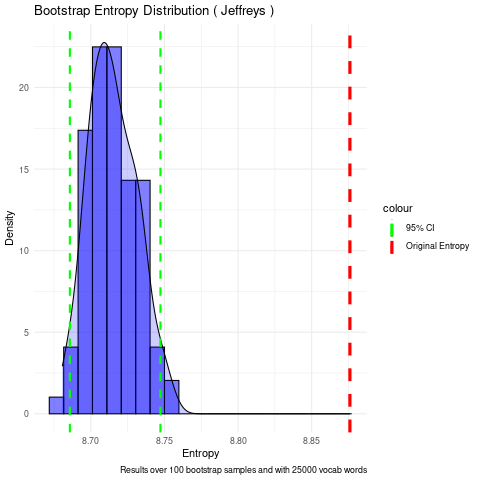 Bootstrap Entropy Distribution ( Jeffreys )
20
15
10
5
0
Density
8.70
8.75
8.80
8.85
Entropy
colour
95% CI
Original Entropy
Results over 100 bootstrap samples and with 25000 vocab words